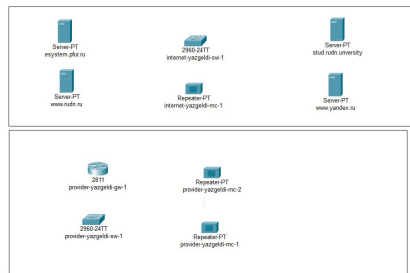 Server-PT
esystem.pfur.ru
2960-24TT
internet-yazgeldi-sw-1
Server-PT
stud.rudn.unversity
Server-PT
www.rudn.ru
Repeater-PT
internet-yazgeldi-mc-1
Server-PT
www.yandex.ru
2811
provider-yazgeldi-gw-1
Repeater-PT
provider-yazgeldi-mc-2
2960-24TT
provider-yazgeldi-sw-1
Repeater-PT
provider-yazgeldi-mc-1